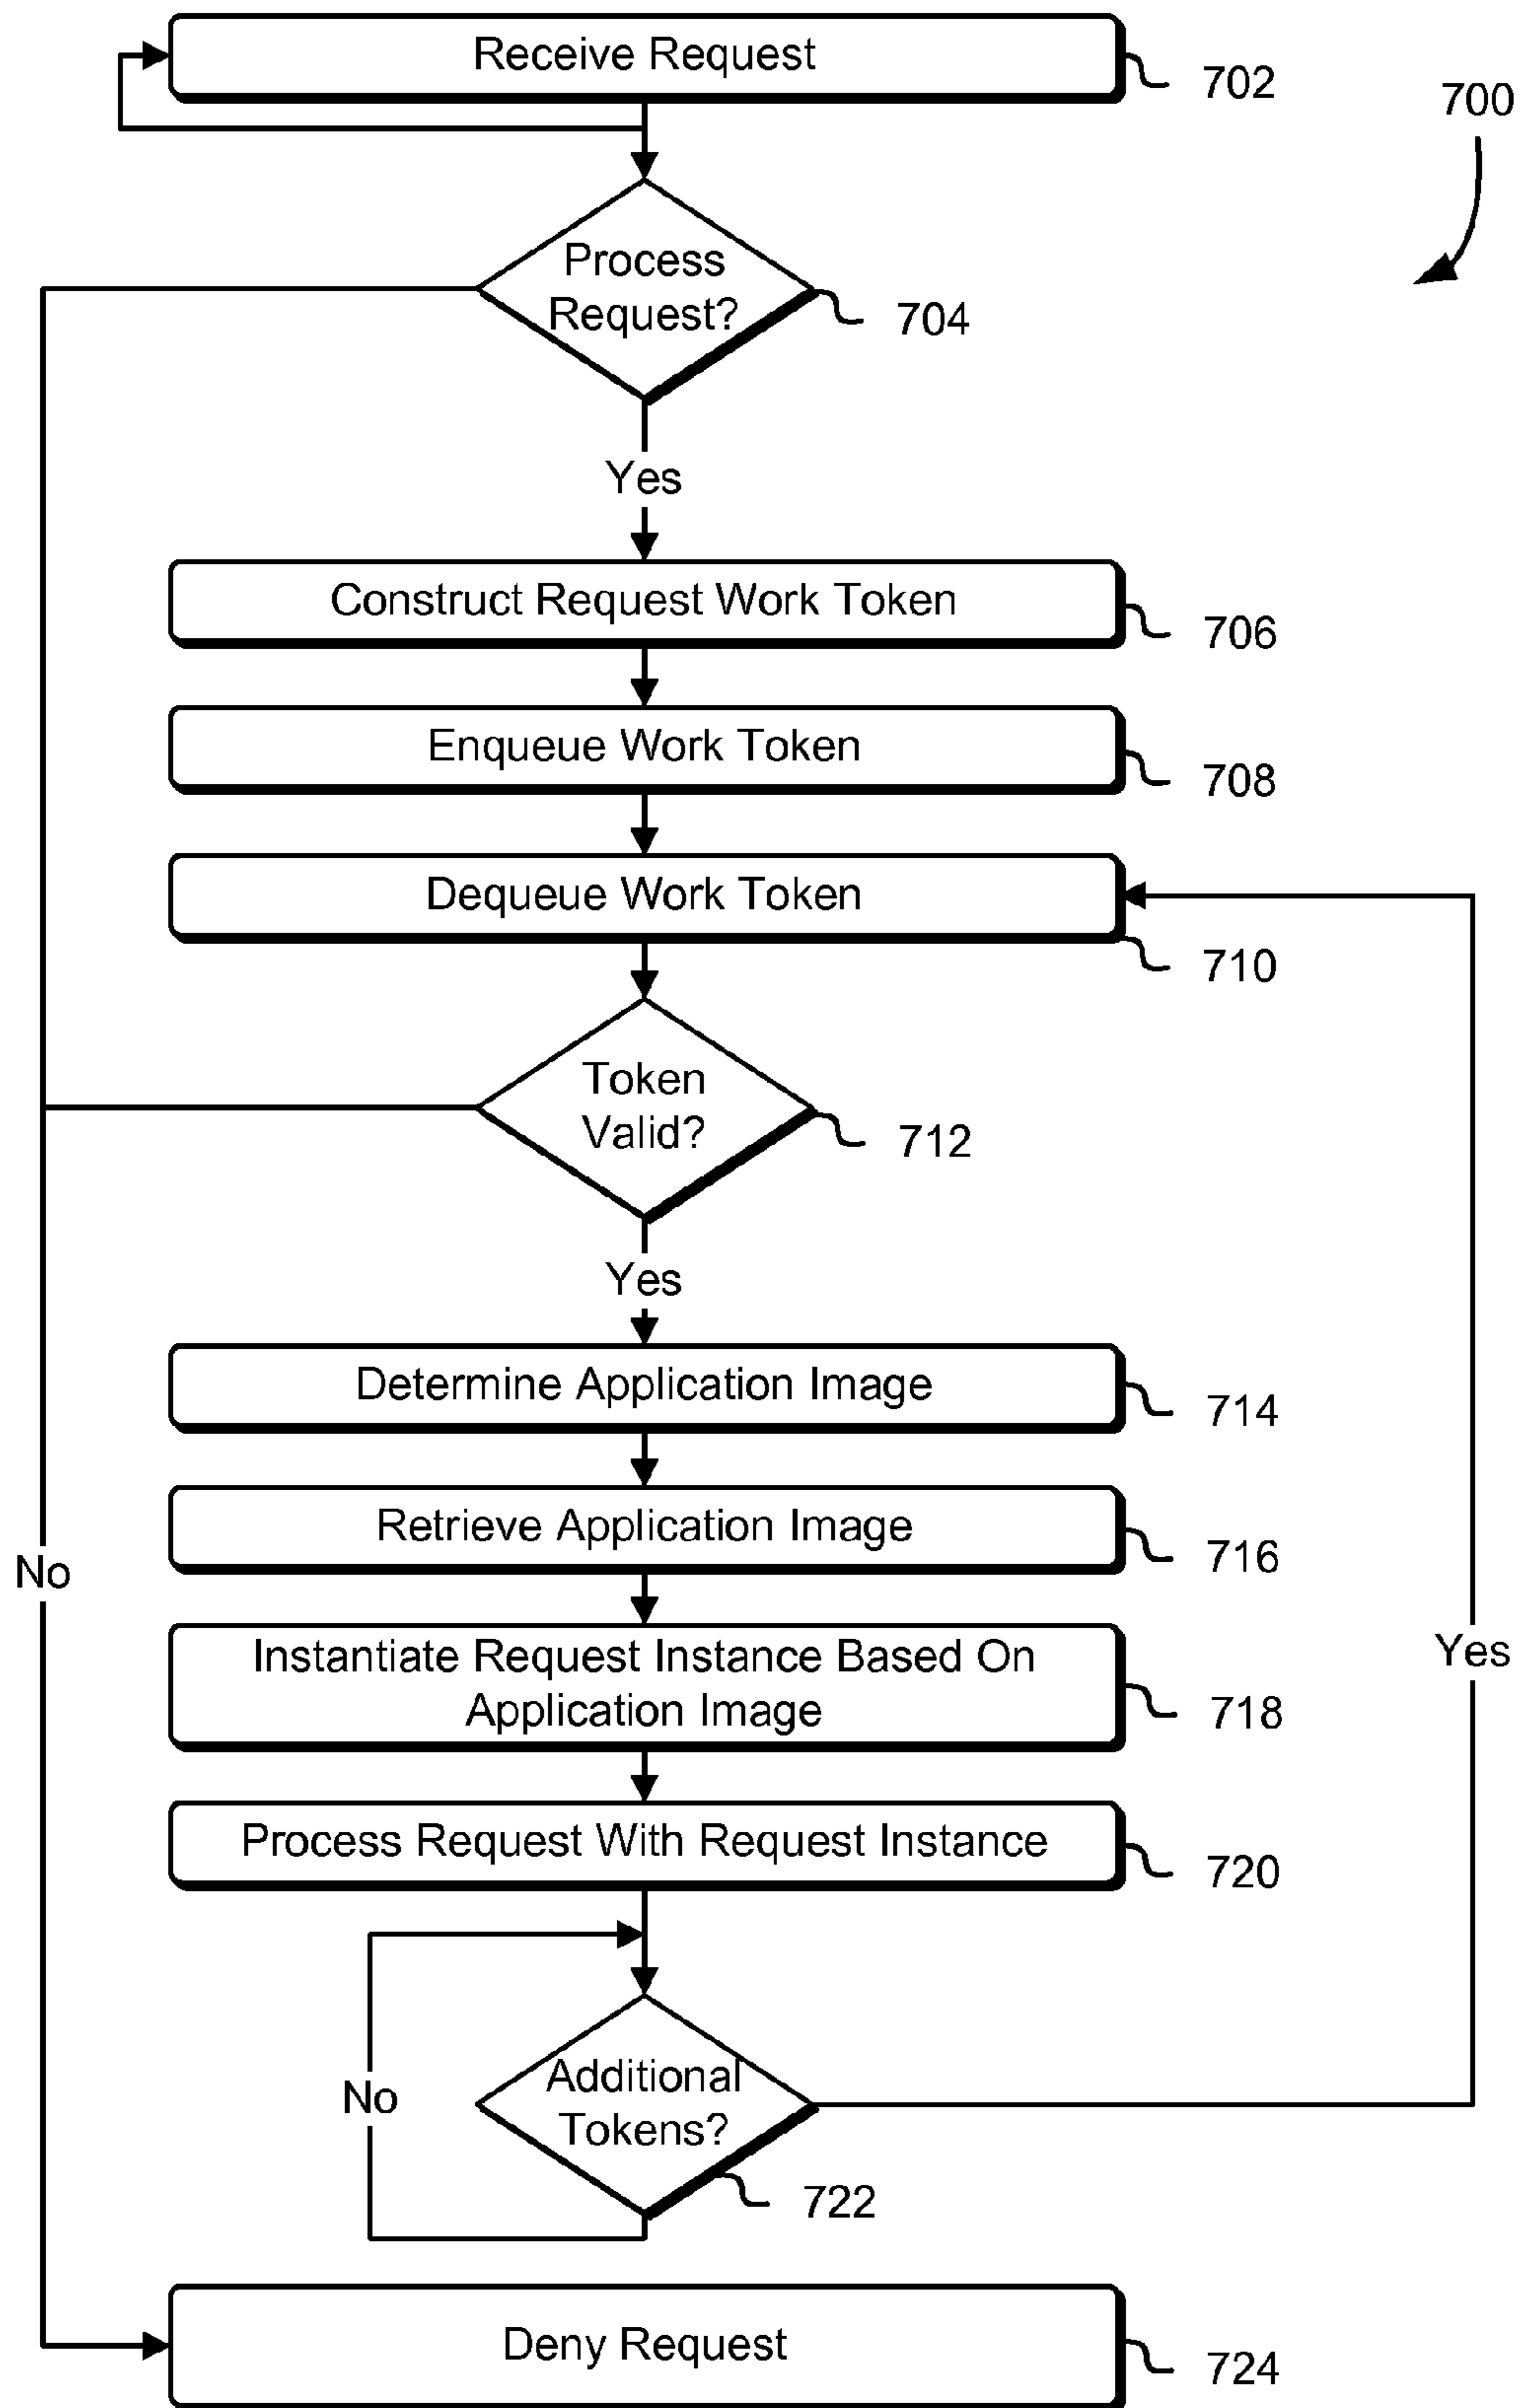 Receive Request
702
700
Process
Request?
704
Yes
Construct Request Work Token
706
Enqueue Work Token
708
Dequeue Work Token
710
Token
Valid?
712
Yes
Determine Application Image
714
Retrieve Application Image
716
No
Instantiate Request Instance Based On
Application Image
718
Yes
Process Request With Request Instance
720
Additional
Tokens?
No
722
Deny Request
724